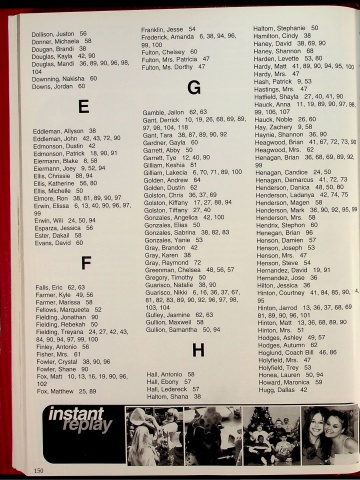 Dollison, Juston 56
Donner, Michaela 58
Dougan, Brandi 38
Douglas, Kayla 42, 90
Douglas, Mandi 36, 89, 90, 96, 98,
104
Downning, Nakisha 60
Downs, Jordan 60
E
Eddleman, Allyson 38
Eddleman, John 42, 43, 72, 90
Edmonson, Dustin 42
Edmonson, Patrick 18, 90, 91
Eiermann, Blake 8, 58
Eiermann, Joey 9, 52, 94
Ellis, Chrissie 88, 94
Ellis, Katherine 56, 80
Ellis, Michelle 50
Elmore, Ron 38, 81, 89, 90, 97
Erwin, Elissa 6, 13, 40, 90, 96, 97,
99
Erwin, Will 24, 50, 94
Esparza, Jessica 56
Estar, Dakail 58
Evans, David 60
F
Falls, Eric 62, 63
Farmer, Kyle 49, 56
Farmer, Marissa 58
Fellows, Marqueeta 52
Fielding, Jonathan 90
Fielding, Rebekah 50
Fielding, Treyana 24, 27, 42, 43,
84, 90, 94, 97, 99, 100
Finley, Antonio 56
Fisher, Mrs. 61
Fowler, Crystal 38, 90, 96
Fowler, Shane 90
Fox, Matt 10, 13, 16, 19, 90, 96,
102
Fox, Matthew 25, 89
Franklin, Jesse 54
Frederick, Amanda 6, 38, 94, 96,
99, 100
Fulton, Chelsey 60
Fulton, Mrs. Patricia 47
Fulton, Ms. Dorthy 47
G
Gamble, Jalion 62, 63
Gant, Derrick 10, 19, 26, 68, 69, 89,
97, 98, 104, 118
Gant, Tara 38, 87, 89, 90, 92
Gardner, Gayla 60
Garrett, Abby 50
Garrett, Tye 12, 40, 90
Gilliam, Keshia 81
Gilliam, Lakecia 6, 70, 71, 89, 100
Golden, Andrew 64
Golden, Dustin 62
Golston, Chris 36, 37, 69
Golston, Kiffany 17, 27, 88, 94
Golston, Tiffany 27, 40
Gonzales, Angelica 42, 100
Gonzales, Elias 50
Gonzales, Sabrina 38, 82, 83
Gonzales, Yanie 53
Gray, Brandon 42
Gray, Karen 38
Gray, Raymond 72
Greenman, Chelsea 48, 56, 57
Gregory, Timothy 50
Guarisco, Natalie 38, 90
Guarisco, Nikki 6, 16, 36, 37, 67,
81, 82, 83, 89, 90, 92, 96, 97, 98,
103, 104
Gulley, Jasmine 62, 63
Gullion, Maxwell 58
Gullion, Samantha 50, 94
H
Hall, Antonio 58
Hall, Ebony 57
Hall, Ledereck 57
Haltom, Shana 38
Haltom, Stephanie 50
Hamilton, Cindy 38
Haney, David 38, 69, 90
Haney, Shannon 68
Harden, Lovette 53, 80
Hardy, Matt 41, 89, 90, 94, 95, 100
Hardy, Mrs. 47
Hash, Patrick 9, 53
Hastings, Mrs. 47
Hatfield, Shayla 27, 40, 41, 90
Hauck, Anna 11, 19, 89, 90, 97, 98,
99, 106, 107
Hauck, Noble 26, 60
Hay, Zachery 9, 58
Haynie, Shannon 36, 90
Heagwood, Brian 41, 67, 72, 73, 90
Heagwood, Mrs. 62
Henagan, Brian 36, 68, 69, 89, 92,
99
Henagan, Candice 24, 50
Henagan, Demarcus 41, 72, 73
Henderson, Danica 48, 50, 80
Henderson, Ladanya 42, 74, 75
Henderson, Magen 58
Henderson, Mark 36, 90, 92, 95, 99
Henderson, Mrs. 58
Hendrix, Stephen 60
Henegan, Brian 96
Henson, Damien 57
Henson, Joseph 53
Henson, Mrs. 47
Henson, Steve 54
Hernandez, David 19, 91
Hernandez, Jose 36
Hilton, Jessica 36
Hinton, Courtney 41, 84, 85, 90,
95
Hinton, Jarrod 13, 36, 37, 68, 69
81, 89, 90, 96, 101
Hinton, Matt 13, 36, 68, 89, 90
Hinton, Mrs. 51
Hodges, Ashley 49, 57
Hodges, Autumn 62
Hoglund, Coach Bill 46, 86
Holyfield, Mrs. 47
Holyfield, Trey 53
Honea, Lauren 50, 94
Howard, Maronica 59
Hugg, Dallas 42
instant
replay
150